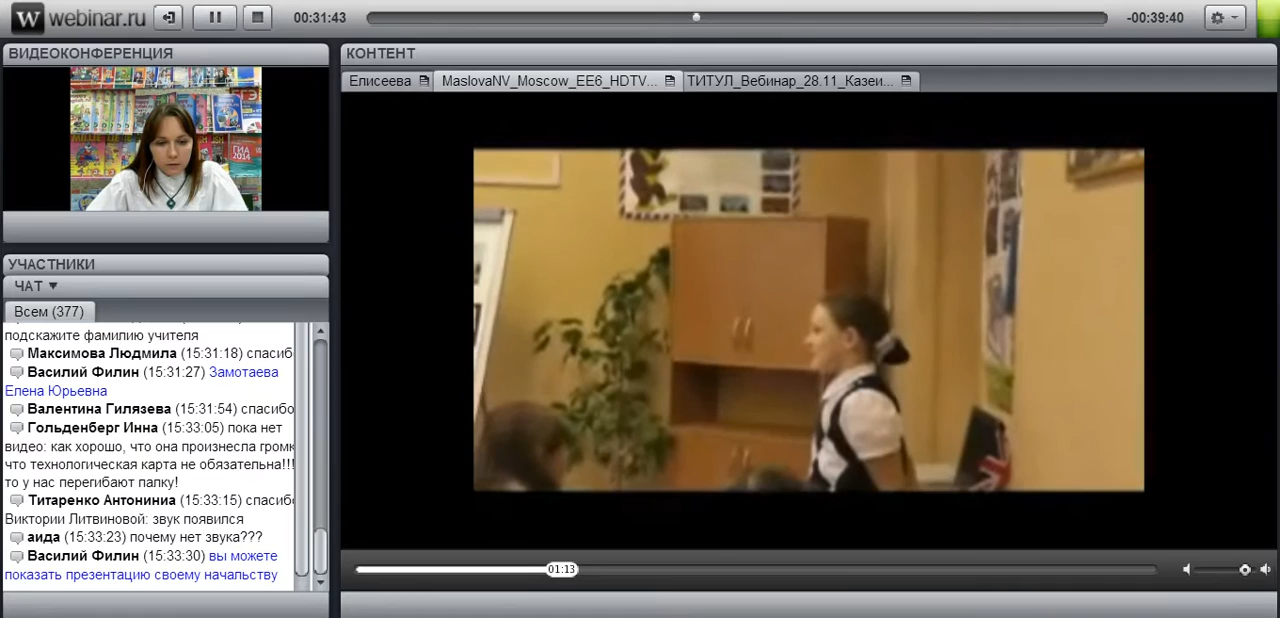 webinar.ru
00:31:43
-00:39:40
ВИДЕОКОНФЕРЕНЦИЯ
ГИА
2014
УЧАСТНИКИ
ЧАТ
Всем (377)
подскажите фамилию учителя
Максимова Людмила (15:31:18) спасиб
Василий Филин (15:31:27) Замотаева
Елена Юрьевна
Валентина Гилязева (15:31:54) спасибо
Гольденберг Инна (15:33:05) пока нет
видео: как хорошо, что она произнесла громк
что технологическая карта не обязательна!!!
то у нас перегибают папку!
Титаренко Антониниа (15:33:15) спасибо
Виктории Литвиновой: звук появился
аида (15:33:23) почему нет звука???
Василий Филин (15:33:30) вы можете
показать презентацию своему начальству
КОНТЕНТ
Елисеева
MaslovaNV_Moscow_EE6_HDTV...
ТИТУЛ_Вебинар_28.11_Казеи...
01:13